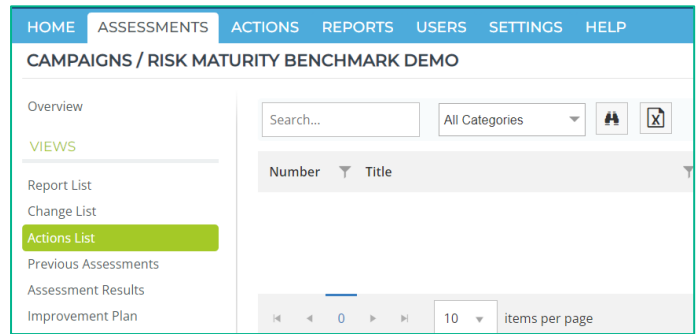 HOME ASSESSMENTS ACTIONS REPORTS USERS SETTINGS HELP
CAMPAIGNS / RISK MATURITY BENCHMARK DEMO
Overview
VIEWS
Report List
Change List
Actions List
Previous Assessments
Assessment Results
Improvement Plan
Search... All Categories
Number Title
0 10 items per page